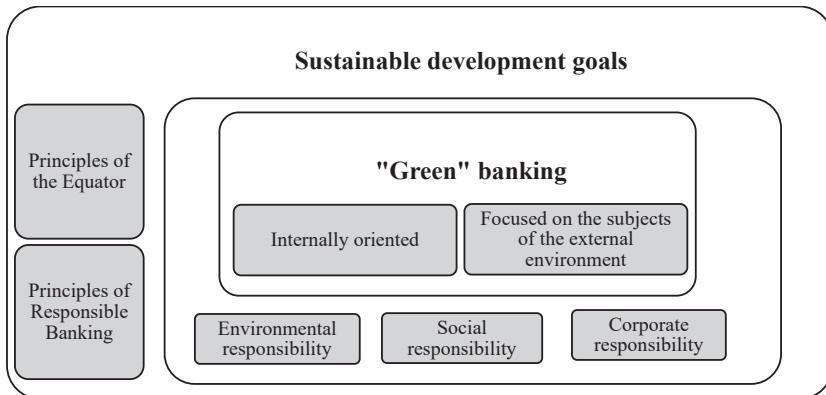 Sustainable development goals
Principles of
the Equator
Principles of
Responsible
Banking
"Green" banking
Internally oriented
Focused on the subjects
of the external
environment
Environmental
responsibility
Social
responsibility
Corporate
responsibility